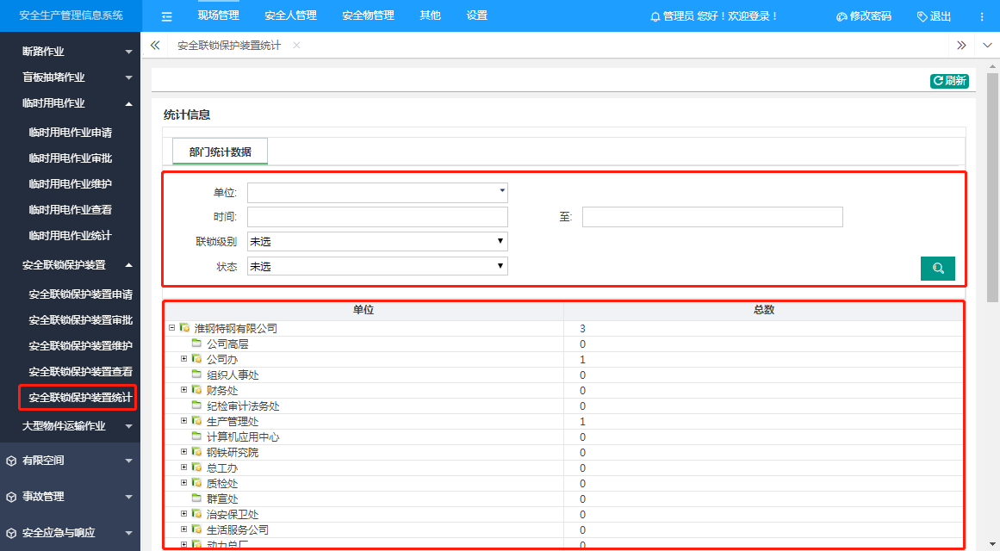 安全生产管理信息系统 现场管理 安全人管理 安全物管理 其他 设置 管理员 您好！欢迎登录！ 修改密码 退出
安全联锁保护装置统计
断路作业
盲板抽堵作业
临时用电作业
临时用电作业申请
临时用电作业审批
临时用电作业维护
临时用电作业查看
临时用电作业统计
安全联锁保护装置
安全联锁保护装置申请
安全联锁保护装置审批
安全联锁保护装置维护
安全联锁保护装置查看
安全联锁保护装置统计
大型物件运输作业
有限空间
事故管理
安全应急与响应
刷新
统计信息
部门统计数据
单位:
时间: 至:
联锁级别 未选
状态 未选
单位 总数
淮钢特钢有限公司 3
公司高层 0
公司办 1
组织人事处 0
财务处 0
纪检审计法务处 0
生产管理处 1
计算机应用中心 0
钢铁研究院 0
总工办 0
质检处 0
群宣处 0
治安保卫处 0
生活服务公司 0
动力总厂 0